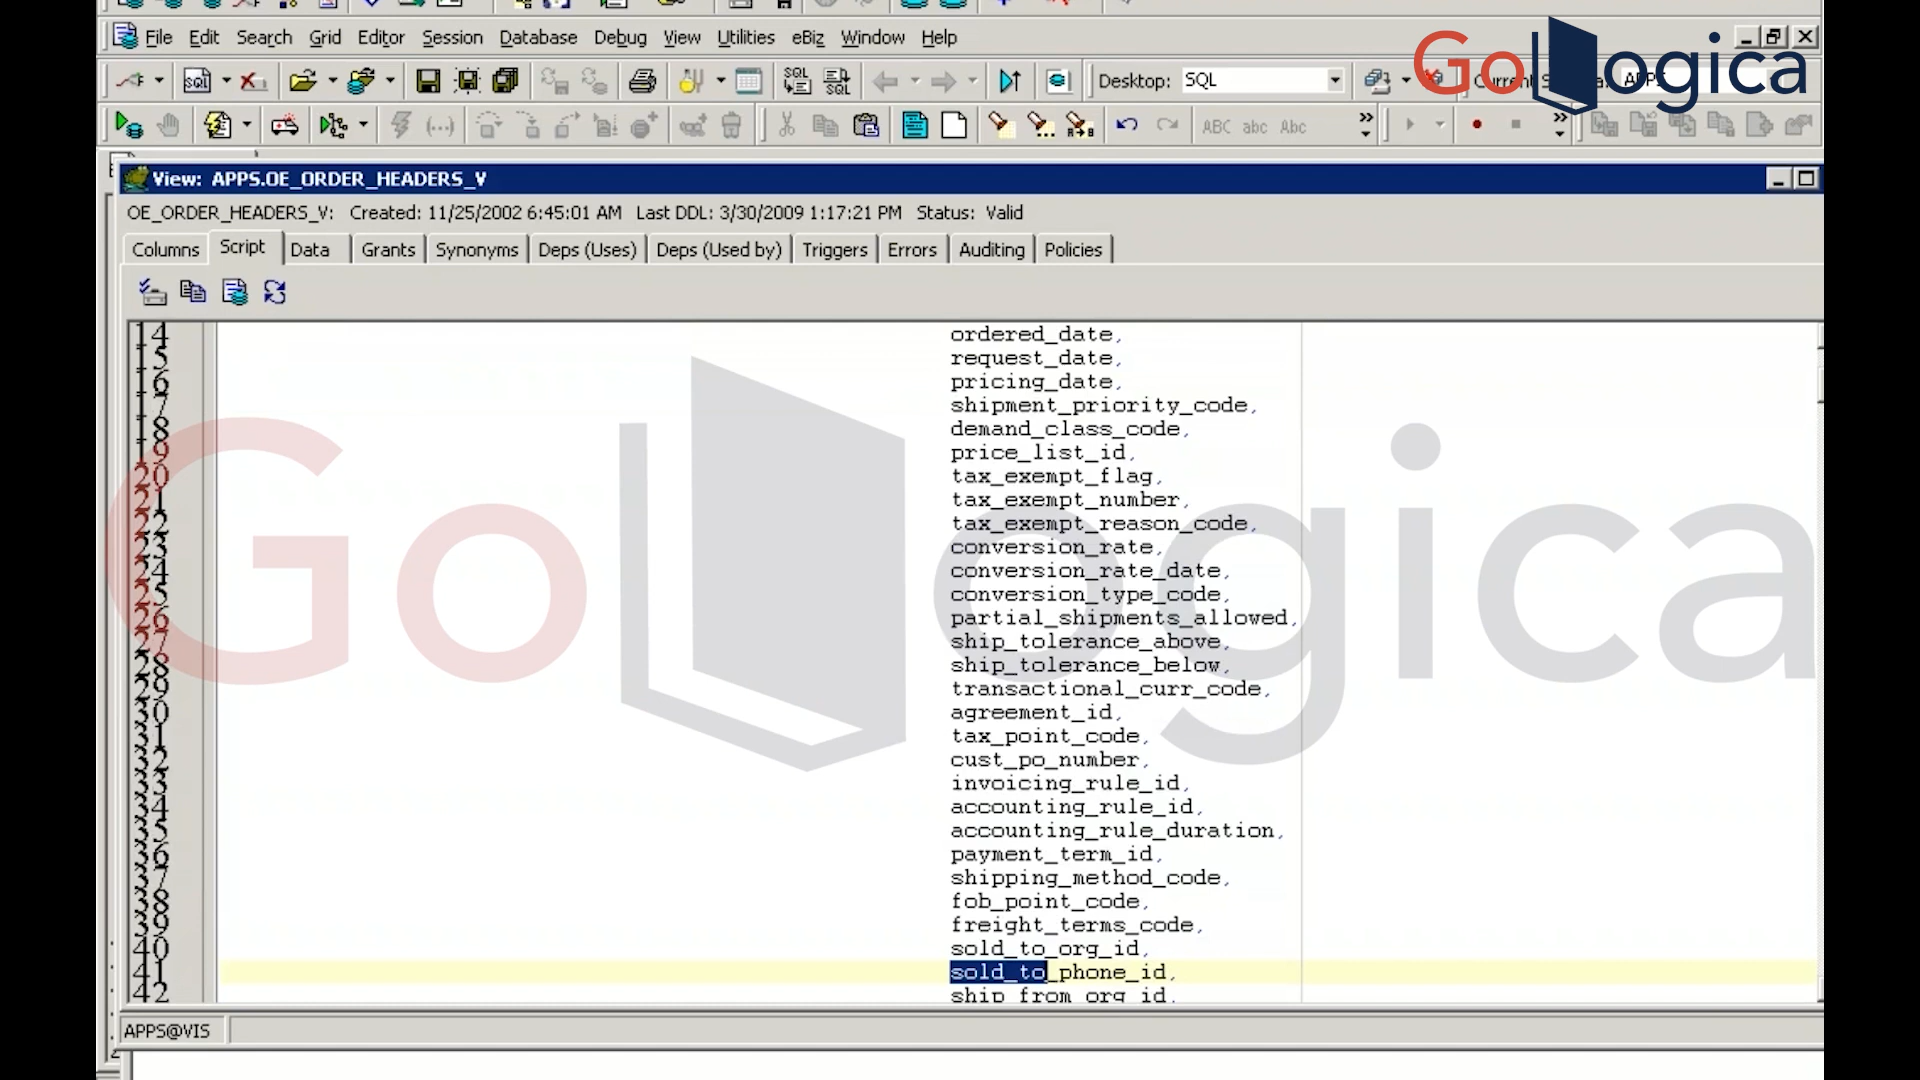 File Edit Search Grid Editor Session Database Debug View Utilities eBiz Window Help
GoLogica
SQL Desktop: SQL APPS
ABC abc Abc
View: APPS.OE_ORDER_HEADERS_V
OE_ORDER_HEADERS_V: Created: 11/25/2002 6:45:01 AM Last DDL: 3/30/2009 1:17:21 PM Status: Valid
Columns Script Data Grants Synonyms Deps (Uses) Deps (Used by) Triggers Errors Auditing Policies
14 ordered_date,
15 request_date,
16 pricing_date,
17 shipment_priority_code,
18 demand_class_code,
19 price_list_id,
20 tax_exempt_flag,
21 tax_exempt_number,
22 tax_exempt_reason_code,
23 conversion_rate,
24 conversion_rate_date,
25 conversion_type_code,
26 partial_shipments_allowed,
27 ship_tolerance_above,
28 ship_tolerance_below,
29 transactional_curr_code,
30 agreement_id,
31 tax_point_code,
32 cust_po_number,
33 invoicing_rule_id,
34 accounting_rule_id,
35 accounting_rule_duration,
36 payment_term_id,
37 shipping_method_code,
38 fob_point_code,
39 freight_terms_code,
40 sold_to_org_id,
41 sold_to_phone_id,
42 ship_from_org_id,
GoLogica
APPS@VIS